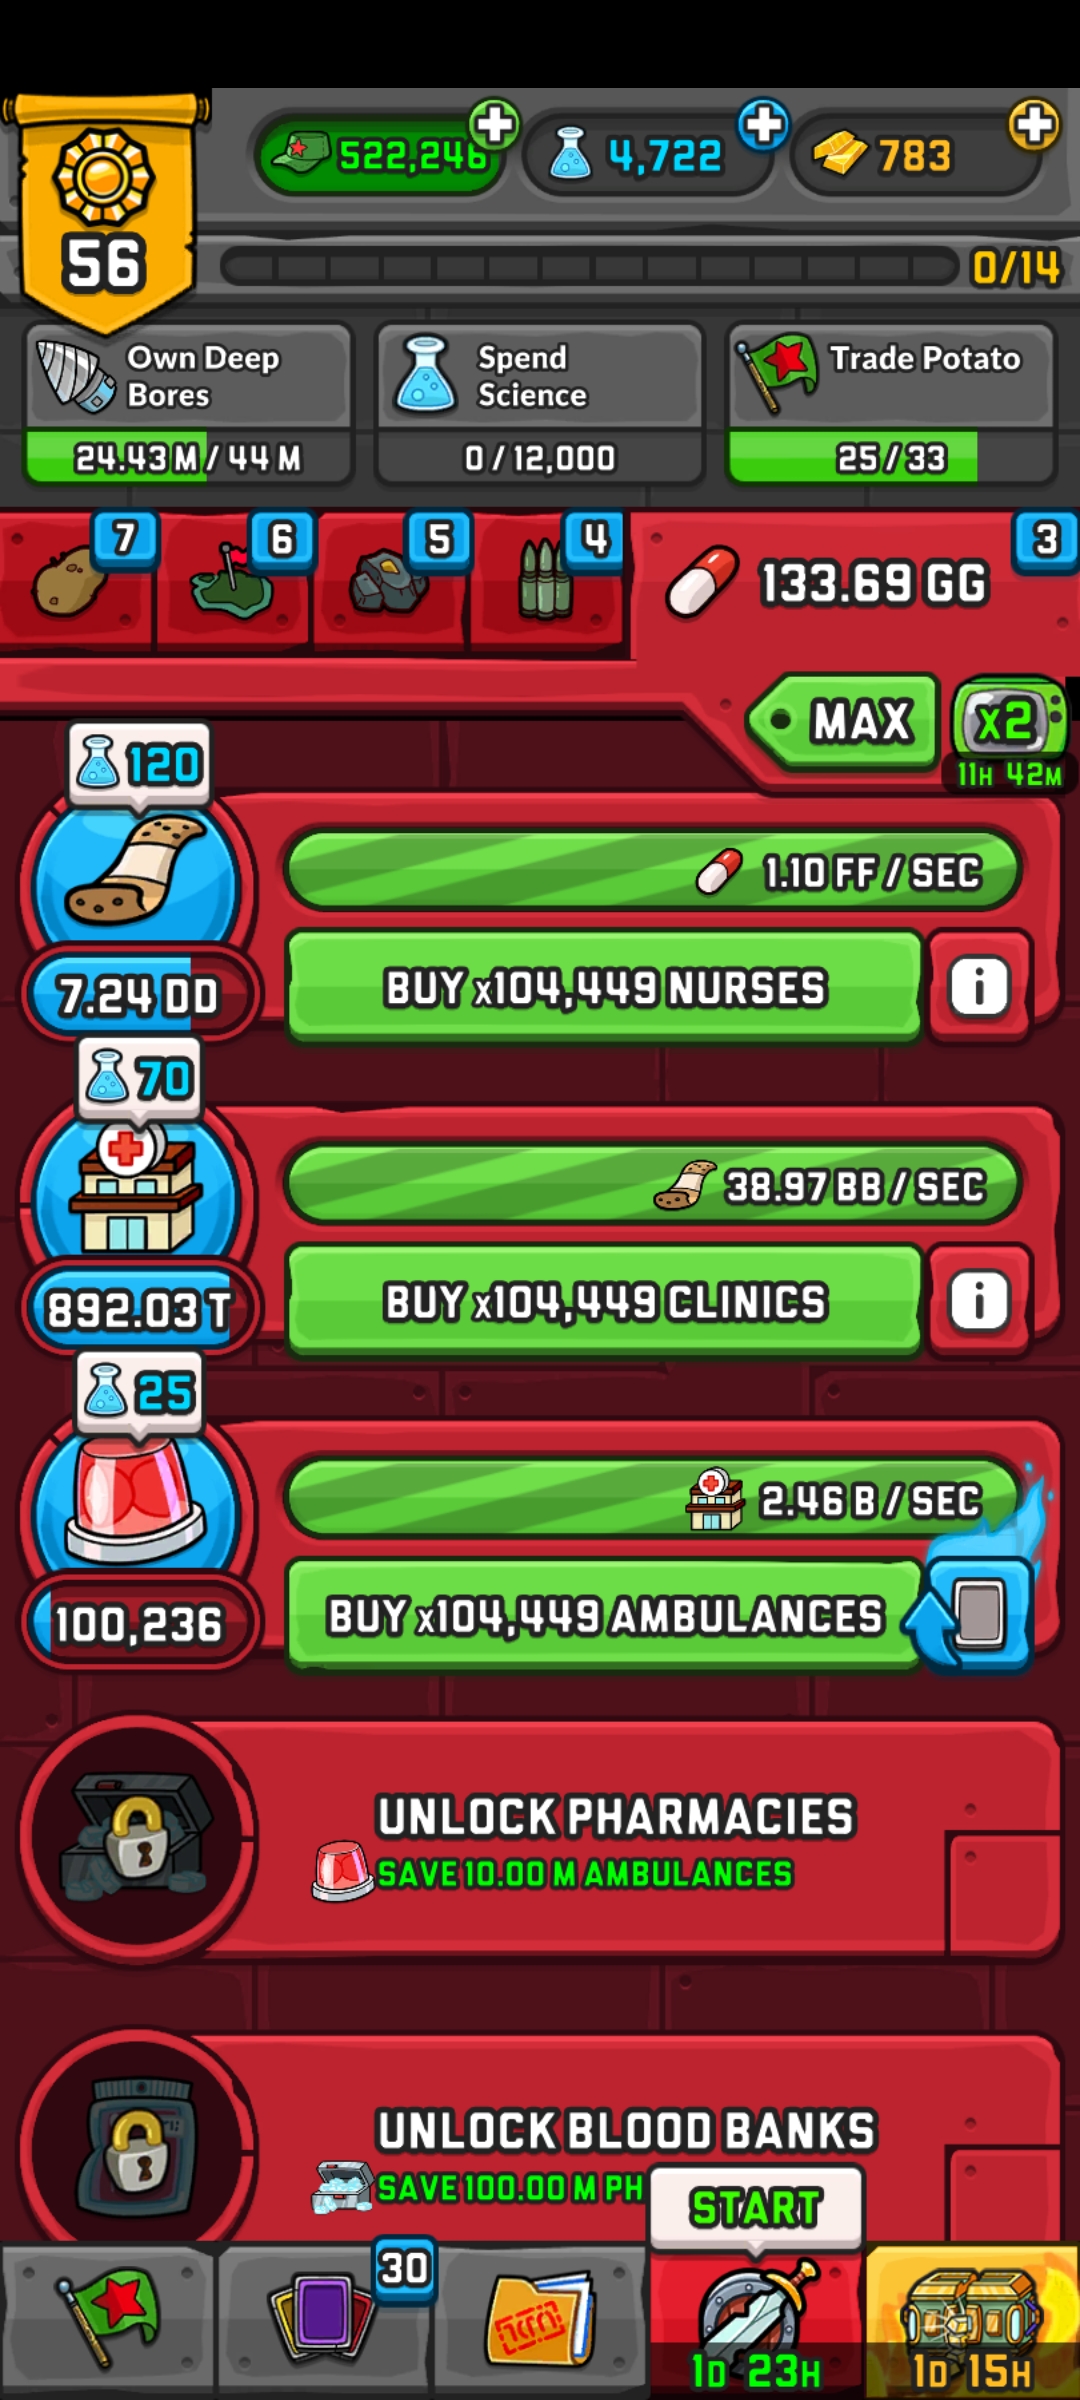 522,246
4,722
783
56
0/14
Own Deep
Bores
24.43 M / 44 M
Spend
Science
0 / 12,000
Trade Potato
25 / 33
7
6
5
4
133.69 GG
3
MAX
x2
11H 42M
120
1.10 FF / SEC
7.24 DD
BUY x104,449 NURSES
i
70
38.97 BB / SEC
892.03 T
BUY x104,449 CLINICS
i
25
2.46 B / SEC
100,236
BUY x104,449 AMBULANCES
UNLOCK PHARMACIES
SAVE 10.00 M AMBULANCES
UNLOCK BLOOD BANKS
SAVE 100.00 M PH
START
30
1D 23H
1D 15H